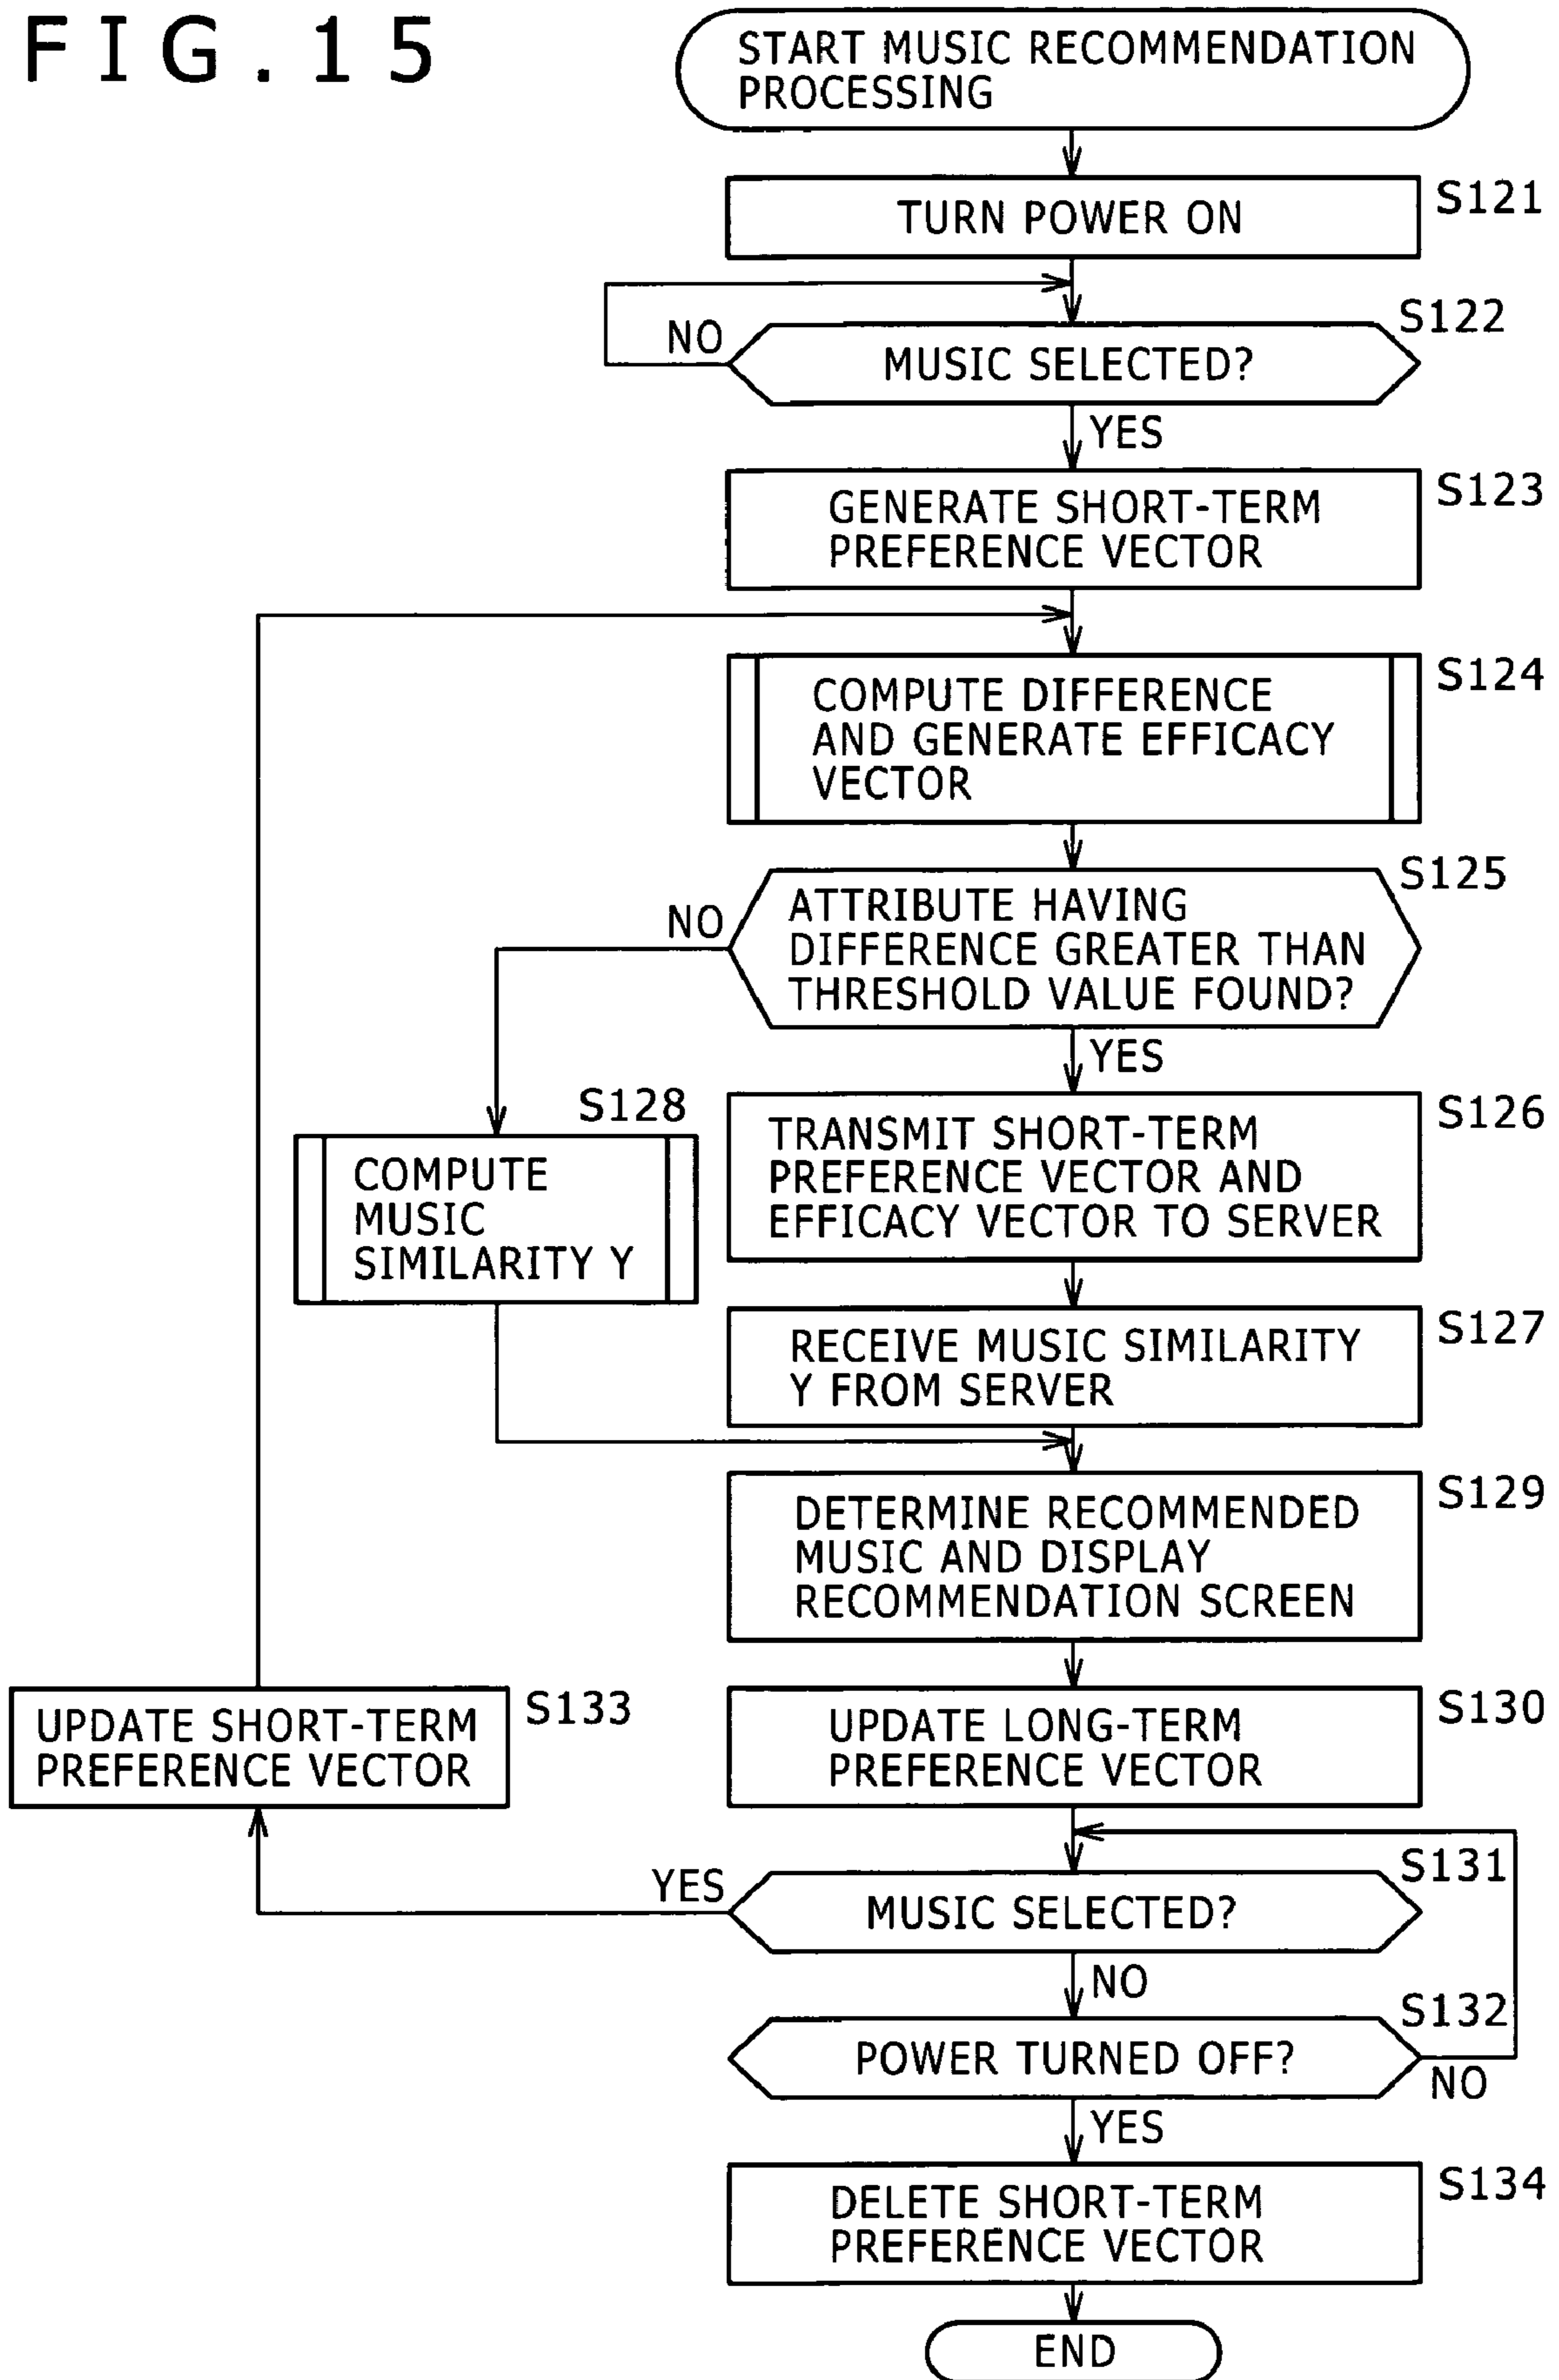 FIG.15
START MUSIC RECOMMENDATION
PROCESSING
TURN POWER ON
S121
MUSIC SELECTED?
S122
NO
YES
GENERATE SHORT-TERM
PREFERENCE VECTOR
S123
COMPUTE DIFFERENCE
AND GENERATE EFFICACY
VECTOR
S124
ATTRIBUTE HAVING
DIFFERENCE GREATER THAN
THRESHOLD VALUE FOUND?
S125
NO
YES
S128
COMPUTE
MUSIC
SIMILARITY Y
TRANSMIT SHORT-TERM
PREFERENCE VECTOR AND
EFFICACY VECTOR TO SERVER
S126
RECEIVE MUSIC SIMILARITY
Y FROM SERVER
S127
DETERMINE RECOMMENDED
MUSIC AND DISPLAY
RECOMMENDATION SCREEN
S129
UPDATE SHORT-TERM
PREFERENCE VECTOR
S133
UPDATE LONG-TERM
PREFERENCE VECTOR
S130
YES
MUSIC SELECTED?
S131
NO
POWER TURNED OFF?
S132
NO
YES
DELETE SHORT-TERM
PREFERENCE VECTOR
S134
END